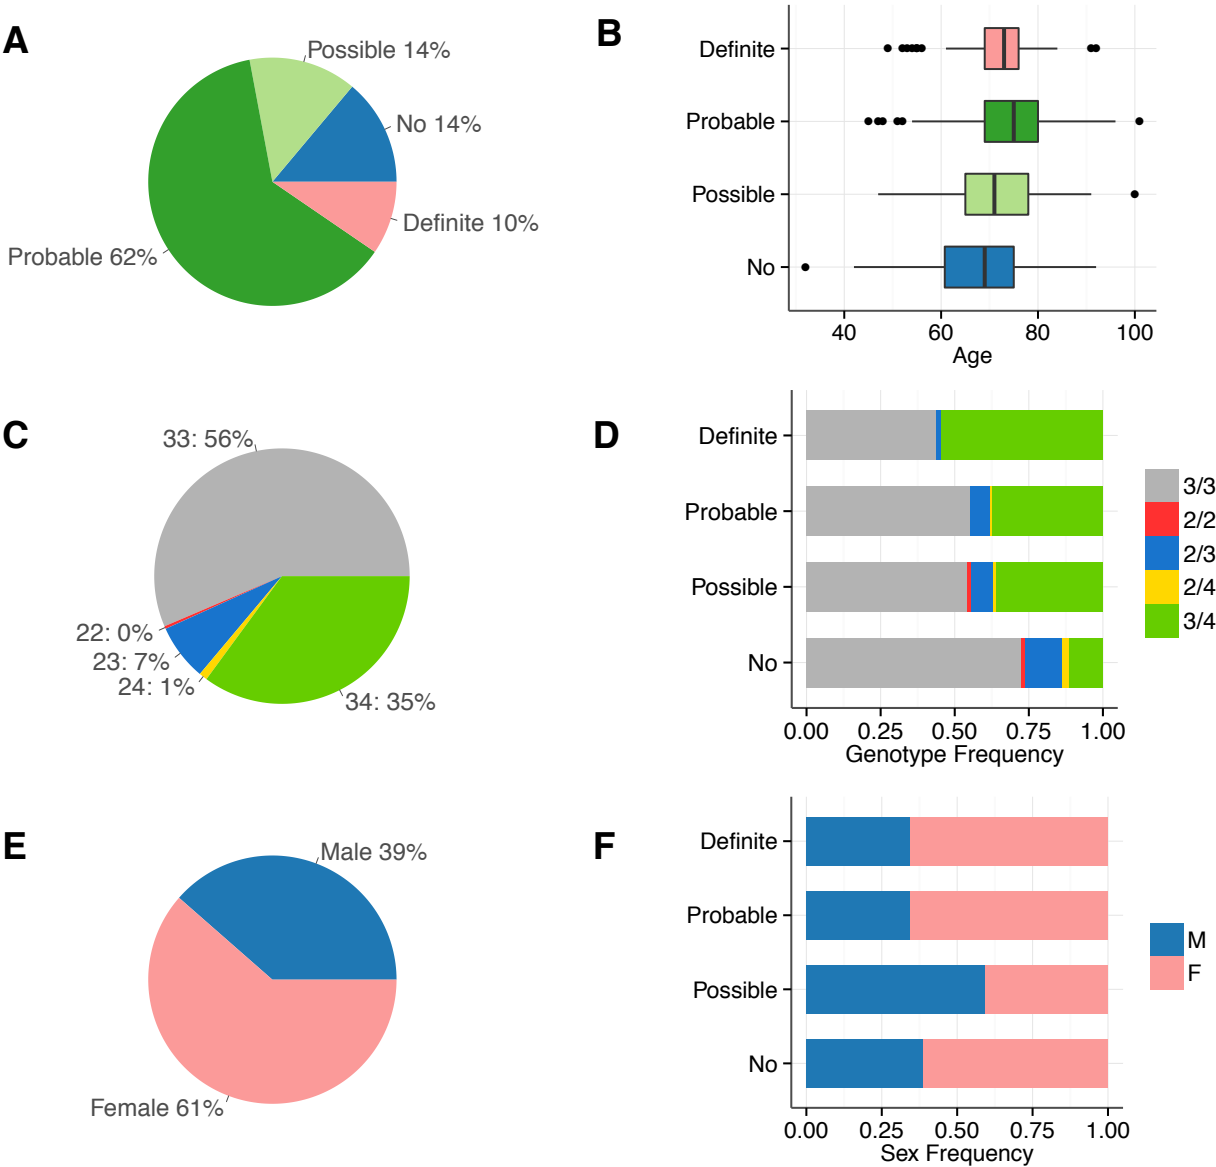 A
Possible 14%
No 14%
Definite 10%
Probable 62%
B
Definite
Probable
Possible
No
40 60 80 100
Age
C
33: 56%
22: 0%
23: 7%
24: 1%
34: 35%
D
Definite
Probable
Possible
No
0.00 0.25 0.50 0.75 1.00
Genotype Frequency
3/3
2/2
2/3
2/4
3/4
E
Male 39%
Female 61%
F
Definite
Probable
Possible
No
0.00 0.25 0.50 0.75 1.00
Sex Frequency
M
F